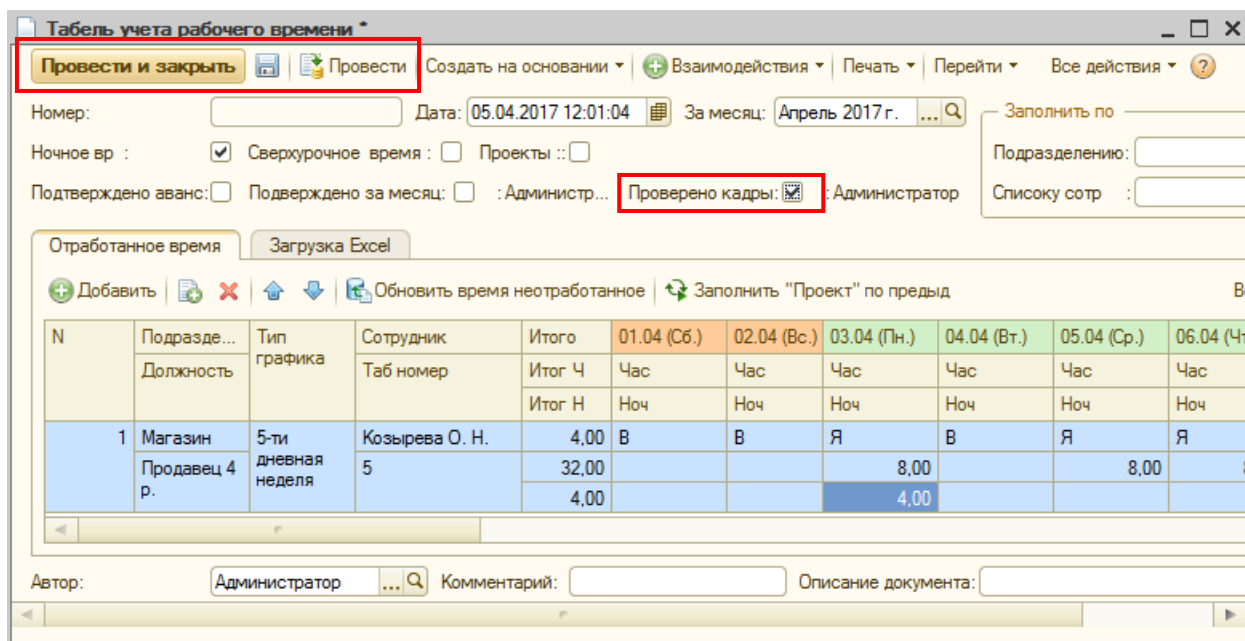 Табель учета рабочего времени *
Провести и закрыть Провести Создать на основании Взаимодействия Печать Перейти Все действия ?
Номер: Дата: 05.04.2017 12:01:04 За месяц: Апрель 2017 г. ... Заполнить по
Ночное вр : Сверхурочное время : Проекты :: Подразделению:
Подтверждено аванс: Подверждено за месяц: : Администр... Проверено кадры: : Администратор Списоку сотр :
Отработанное время Загрузка Excel
Добавить Обновить время неотработанное Заполнить "Проект" по предыд
N Подразде... Тип графика Сотрудник Итого 01.04 (Сб.) 02.04 (Вс.) 03.04 (Пн.) 04.04 (Вт.) 05.04 (Ср.) 06.04 (Чт
Должность Таб номер Итог Ч Час Час Час Час Час Час
Итог Н Ноч Ноч Ноч Ноч Ноч Ноч
1 Магазин 5-ти дневная неделя Козырева О. Н. 4,00 В В Я В Я Я
Продавец 4 р. 5 32,00 8,00 8,00
4,00 4,00
Автор: Администратор ... Комментарий: Описание документа: